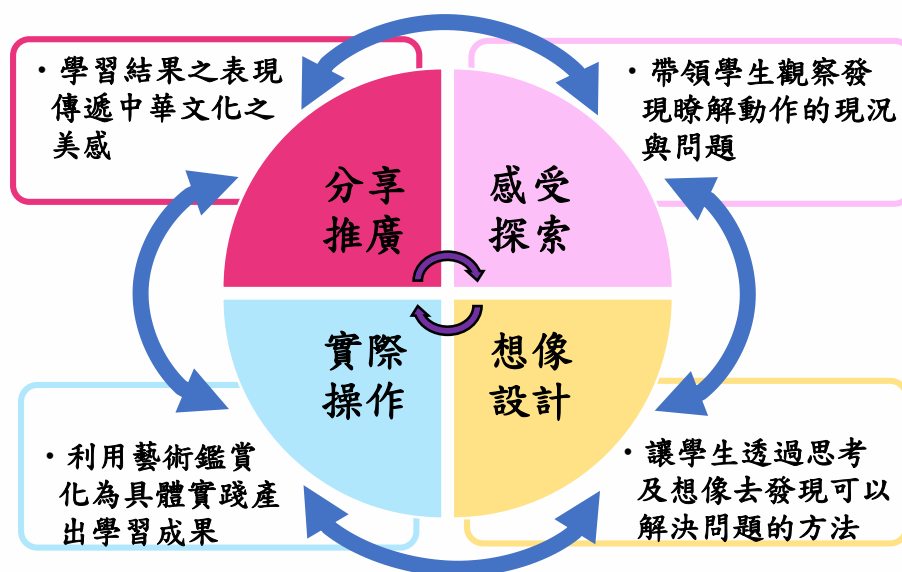 ・學習結果之表現
傳遞中華文化之
美感
・帶領學生觀察發
現瞭解動作的現況
與問題
分享
推廣
感受
探索
實際
操作
想像
設計
・利用藝術鑑賞
化為具體實踐產
出學習成果
・讓學生透過思考
及想像去發現可以
解決問題的方法